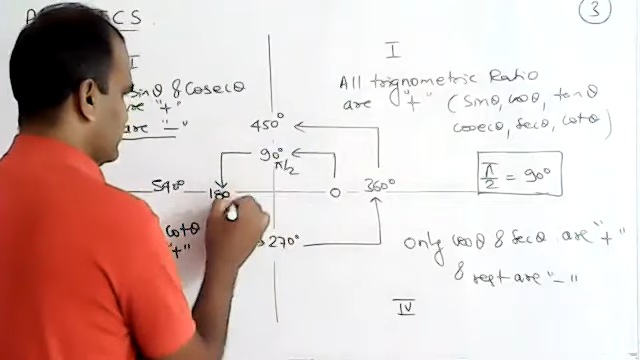 3
I
sinθ & cosecθ
are "+"
are "—"
All trignometric Ratio
are "+" (sinθ, cosθ, tanθ
cosecθ, secθ, cotθ)
450°
90°
π/2
π/2 = 90°
540°
180
0
360°
cotθ
"+"
270°
Only cosθ & secθ are "+"
& rest are "—"
IV